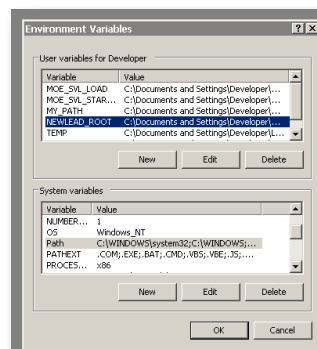 Environment Variables
User variables for Developer
Variable Value
MOE_SVL_LOAD C:\Documents and Settings\Developer\...
MOE_SVL_STAR... C:\Documents and Settings\Developer\...
MY_PATH C:\Documents and Settings\Developer\...
NEWLEAD_ROOT C:\Documents and Settings\Developer\...
TEMP C:\Documents and Settings\Developer\L...
New Edit Delete
System variables
Variable Value
NUMBER... 1
OS Windows_NT
Path C:\WINDOWS\system32;C:\WINDOWS;...
PATHEXT .COM;.EXE;.BAT;.CMD;.VBS;.VBE;.JS;....
PROCES... x86
New Edit Delete
OK Cancel